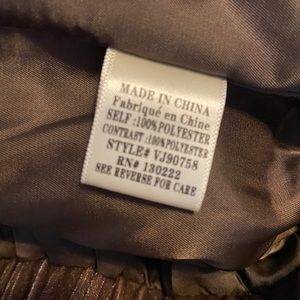 MADE IN CHINA
Fabriqué en Chine
SELF :100%POLYESTER
CONTRAST :100%POLYESTER
STYLE# VJ90758
RN# 130222
SEE REVERSE FOR CARE